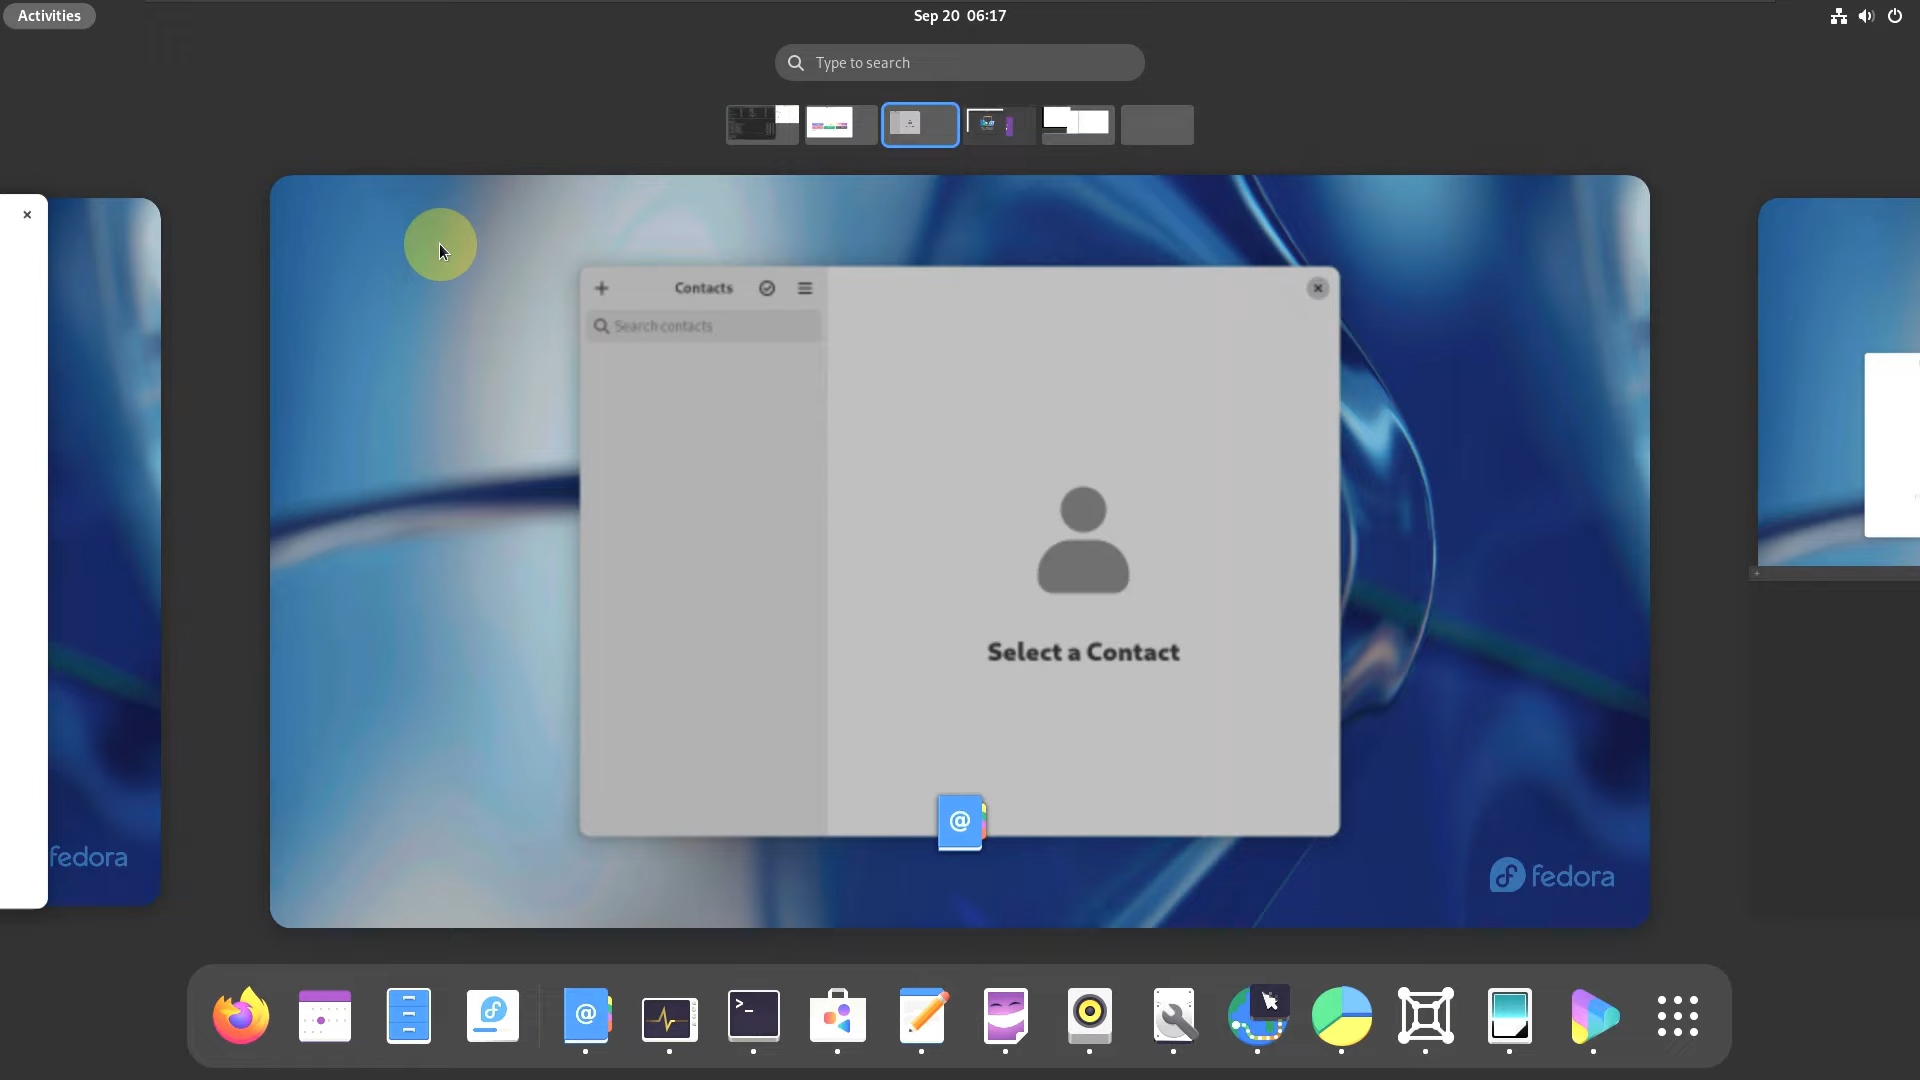 Activities
Sep 20 06:17
Type to search
Contacts
Search contacts
Select a Contact
@
fedora
fedora
@
>_